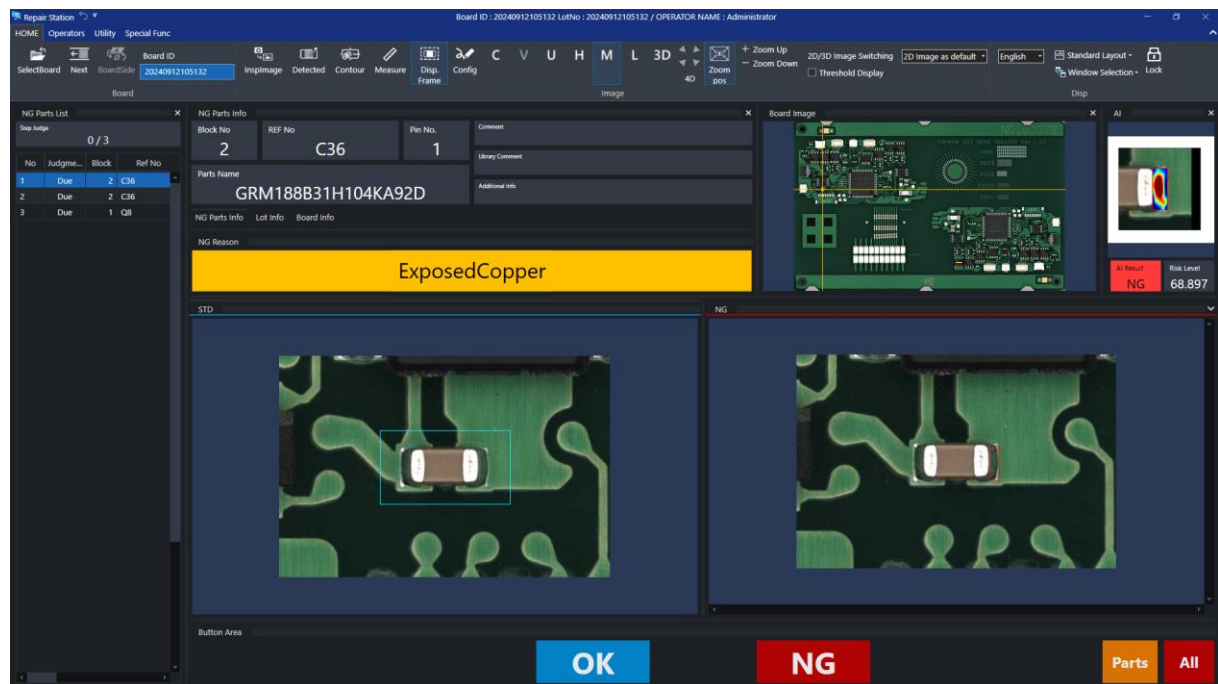 Repair Station
Board ID : 20240912105132 LotNo : 20240912105132 / OPERATOR NAME : Administrator
HOME Operators Utility Special Func
SelectBoard Next BoardSide
Board ID
20240912105132
Board
InspImage Detected Contour Measure Disp. Frame Config
C V U H M L 3D
4D
Zoom pos
+ Zoom Up
− Zoom Down
Image
2D/3D Image Switching 2D Image as default
Threshold Display
English
Standard Layout
Window Selection
Lock
Disp
NG Parts List
Step Judge
0 / 3
No Judgme... Block Ref No
1 Due 2 C36
2 Due 2 C36
3 Due 1 Q8
NG Parts Info
Block No
2
REF No
C36
Pin No.
1
Parts Name
GRM188B31H104KA92D
Comment
Library Comment
Additional Info
NG Parts Info Lot Info Board Info
NG Reason
ExposedCopper
Board Image
AI
AI Result
NG
Risk Level
68.897
STD
NG
Button Area
OK
NG
Parts
All